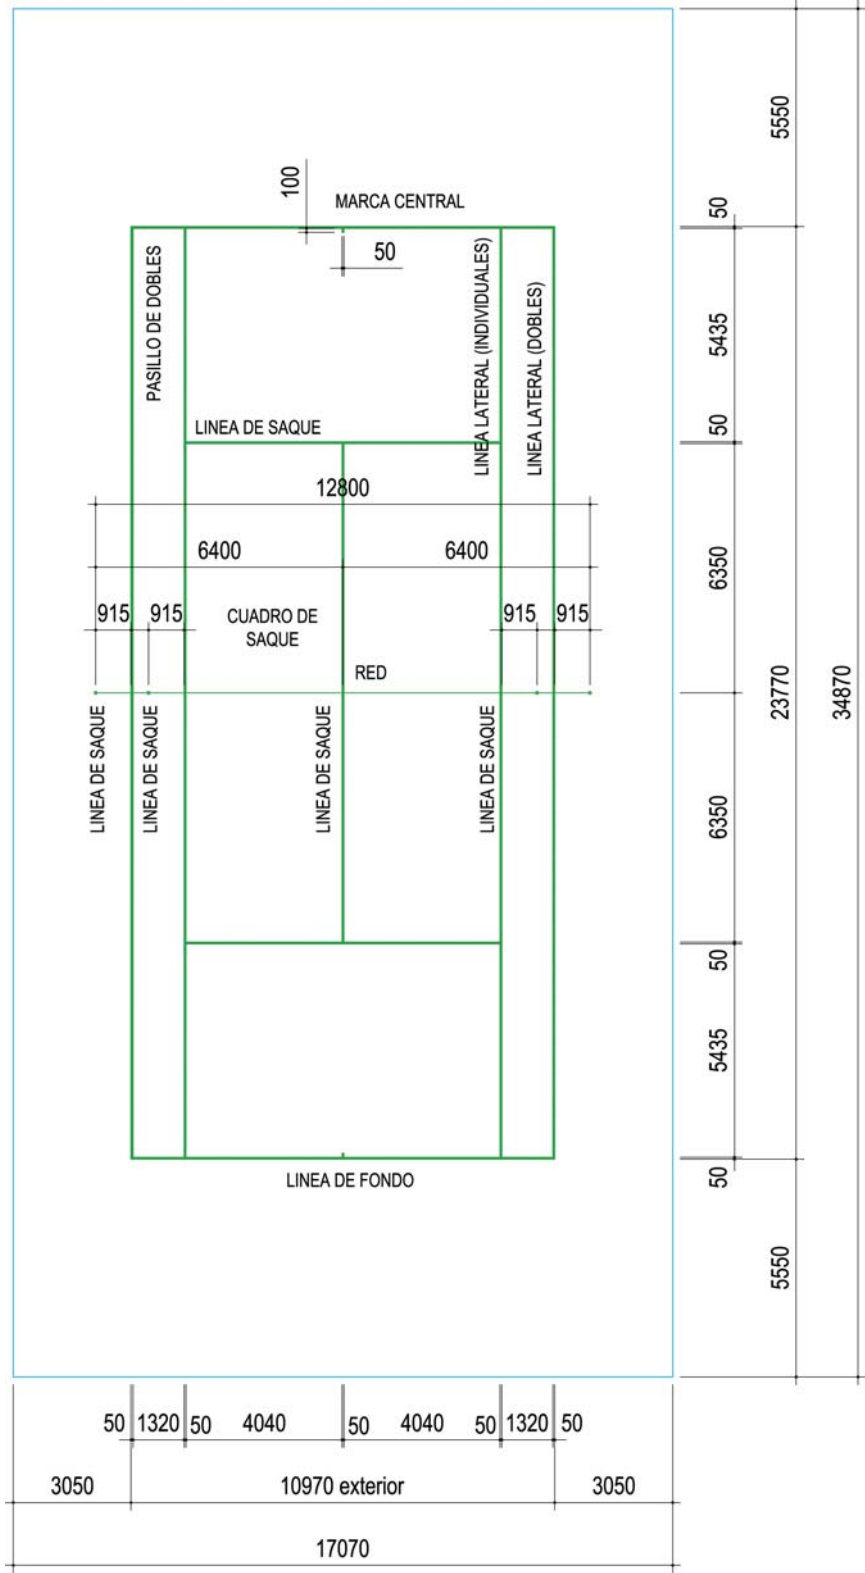 5550
100
MARCA CENTRAL
50
50
PASILLO DE DOBLES
LINEA LATERAL (INDIVIDUALES)
LINEA LATERAL (DOBLES)
5435
LINEA DE SAQUE
50
12800
6400
6400
6350
915
915
CUADRO DE
SAQUE
915
915
RED
23770
34870
LINEA DE SAQUE
LINEA DE SAQUE
LINEA DE SAQUE
LINEA DE SAQUE
6350
50
5435
LINEA DE FONDO
50
5550
50
1320
50
4040
50
4040
50
1320
50
3050
10970 exterior
3050
17070